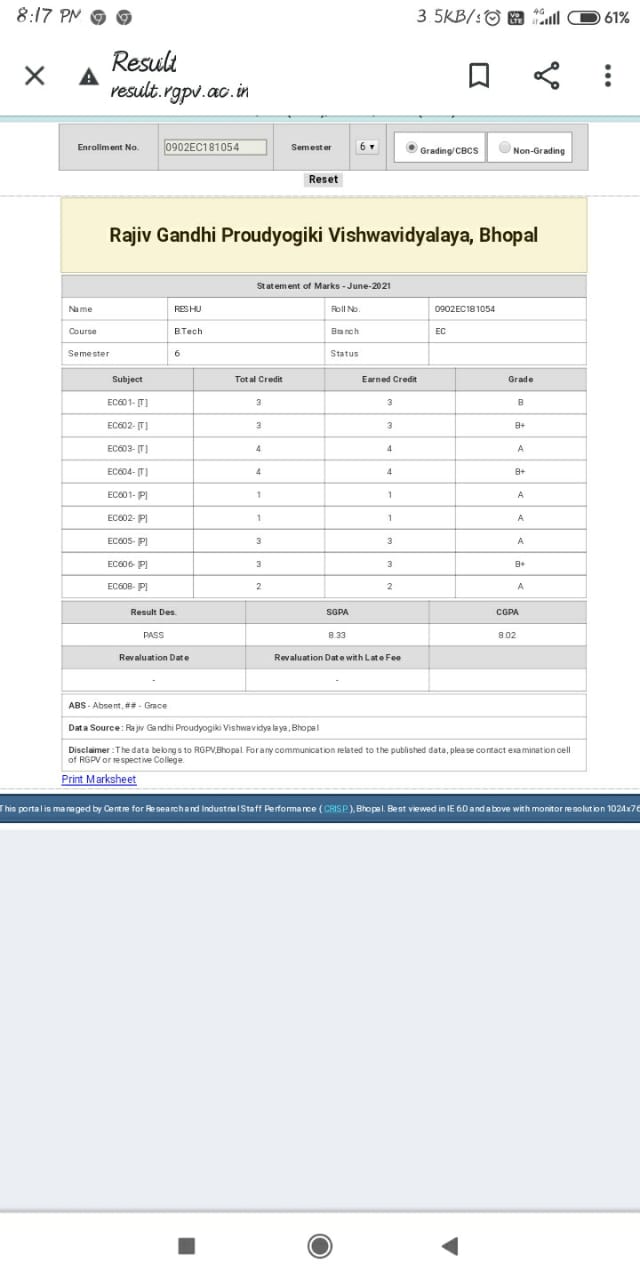 8:17 PM 3.5KB/s 4G 61%
Result
result.rgpv.ac.in
Enrollment No. 0902EC181054 Semester 6 Grading/CBCS Non-Grading
Reset
Rajiv Gandhi Proudyogiki Vishwavidyalaya, Bhopal
Statement of Marks - June-2021
Name RESHU Roll No. 0902EC181054
Course B.Tech Branch EC
Semester 6 Status
Subject Total Credit Earned Credit Grade
EC601- [T] 3 3 B
EC602- [T] 3 3 B+
EC603- [T] 4 4 A
EC604- [T] 4 4 B+
EC601- [P] 1 1 A
EC602- [P] 1 1 A
EC605- [P] 3 3 A
EC606- [P] 3 3 B+
EC608- [P] 2 2 A
Result Des. SGPA CGPA
PASS 8.33 8.02
Revaluation Date Revaluation Date with Late Fee
- -
ABS - Absent, ## - Grace
Data Source : Rajiv Gandhi Proudyogiki Vishwavidyalaya, Bhopal
Disclaimer : The data belongs to RGPV,Bhopal. For any communication related to the published data, please contact examination cell
of RGPV or respective College.
Print Marksheet
This portal is managed by Centre for Research and Industrial Staff Performance ( CRISP ), Bhopal. Best viewed in IE 6.0 and above with monitor resolution 1024x76